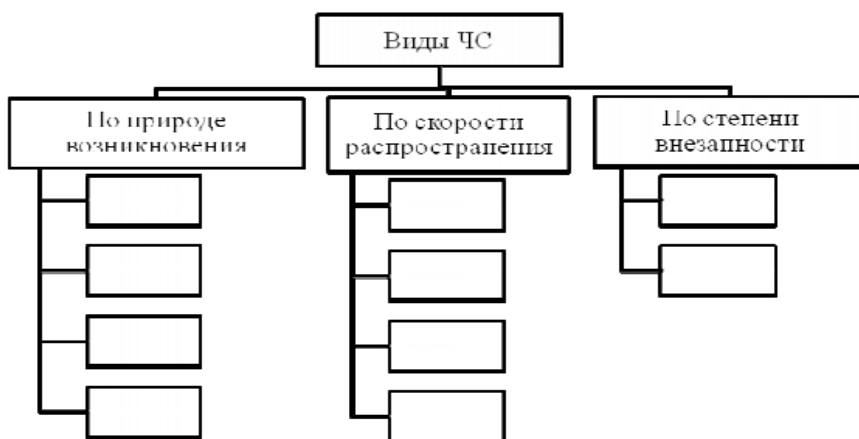 Виды ЧС
По природе
возникновения
По скорости
распространения
По степени
внезапности